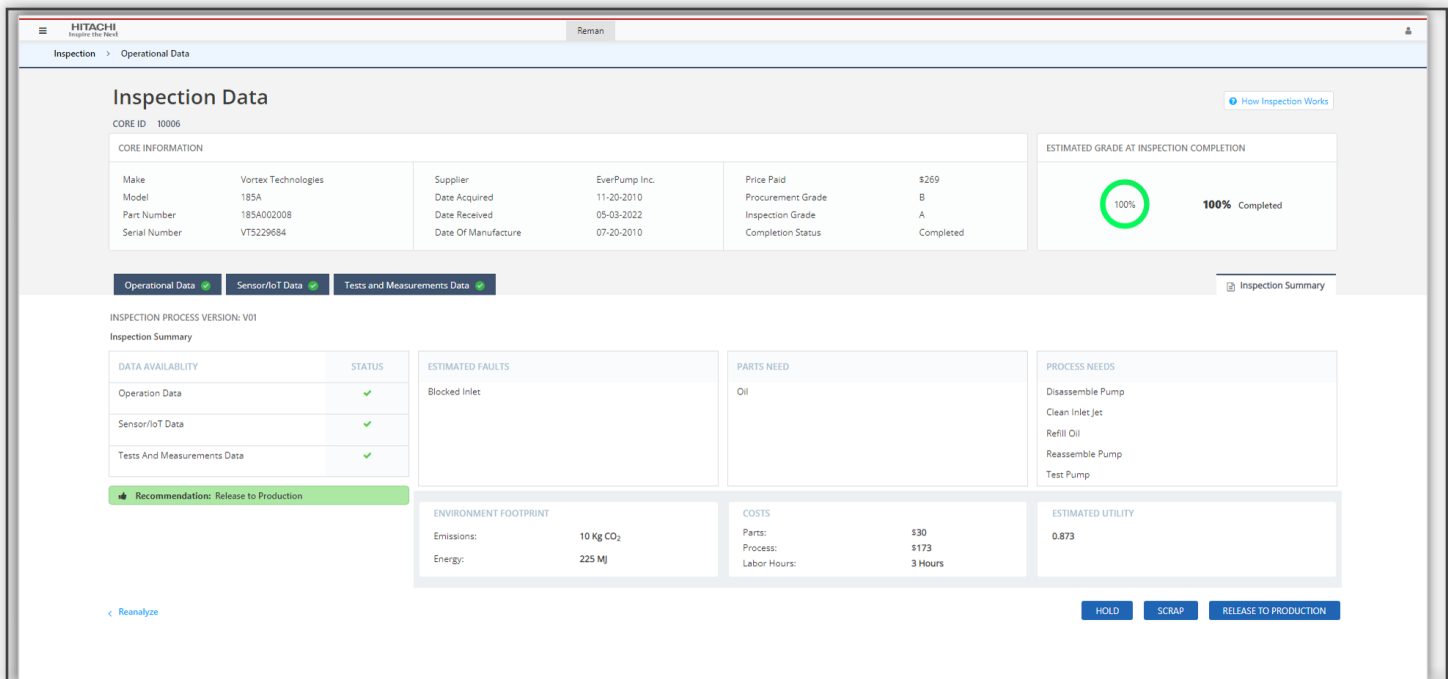 HITACHI
Inspire the Next
Reman
Inspection > Operational Data
Inspection Data
How Inspection Works
CORE ID 10006
CORE INFORMATION
Make Vortex Technologies
Model 185A
Part Number 185A002008
Serial Number VT5229684
Supplier EverPump Inc.
Date Acquired 11-20-2010
Date Received 05-03-2022
Date Of Manufacture 07-20-2010
Price Paid $269
Procurement Grade B
Inspection Grade A
Completion Status Completed
ESTIMATED GRADE AT INSPECTION COMPLETION
100% 100% Completed
Operational Data Sensor/IoT Data Tests and Measurements Data Inspection Summary
INSPECTION PROCESS VERSION: V01
Inspection Summary
DATA AVAILABLITY STATUS
Operation Data
Sensor/IoT Data
Tests And Measurements Data
Recommendation: Release to Production
ESTIMATED FAULTS
Blocked Inlet
PARTS NEED
Oil
PROCESS NEEDS
Disassemble Pump
Clean Inlet Jet
Refill Oil
Reassemble Pump
Test Pump
ENVIRONMENT FOOTPRINT
Emissions: 10 Kg CO₂
Energy: 225 MJ
COSTS
Parts: $30
Process: $173
Labor Hours: 3 Hours
ESTIMATED UTILITY
0.873
< Reanalyze
HOLD SCRAP RELEASE TO PRODUCTION